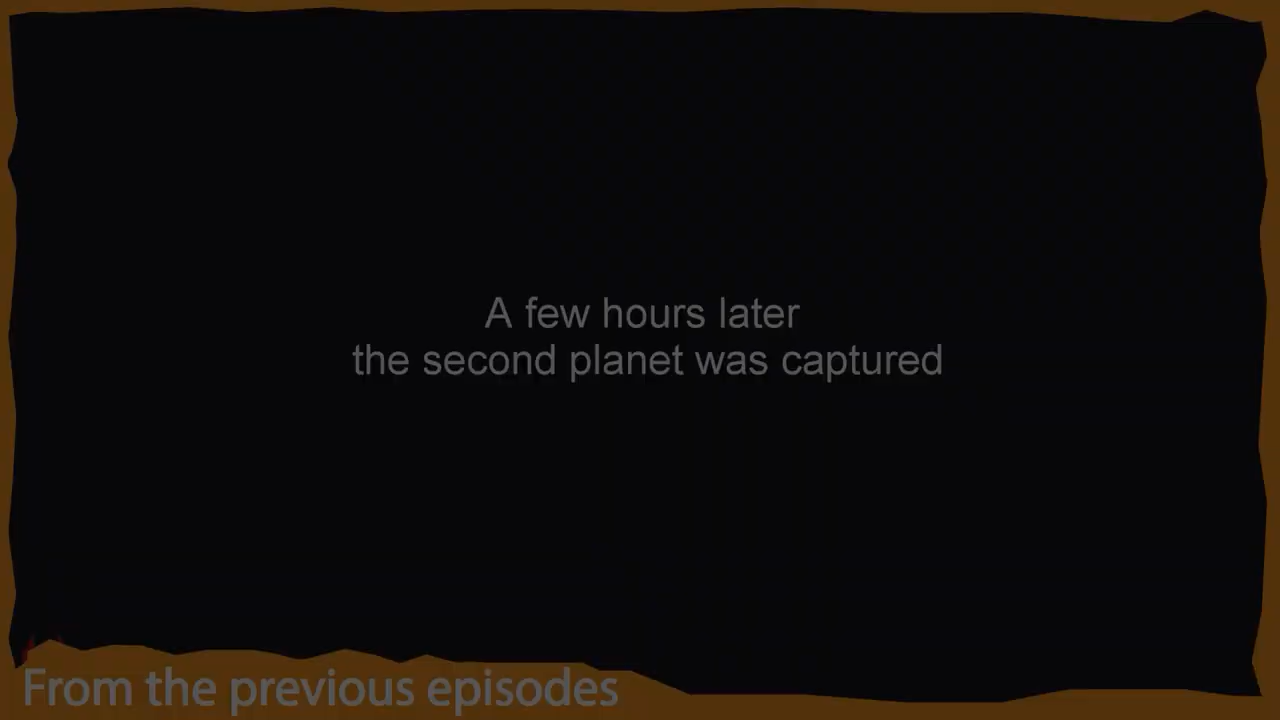 A few hours later
the second planet was captured
From the previous episodes